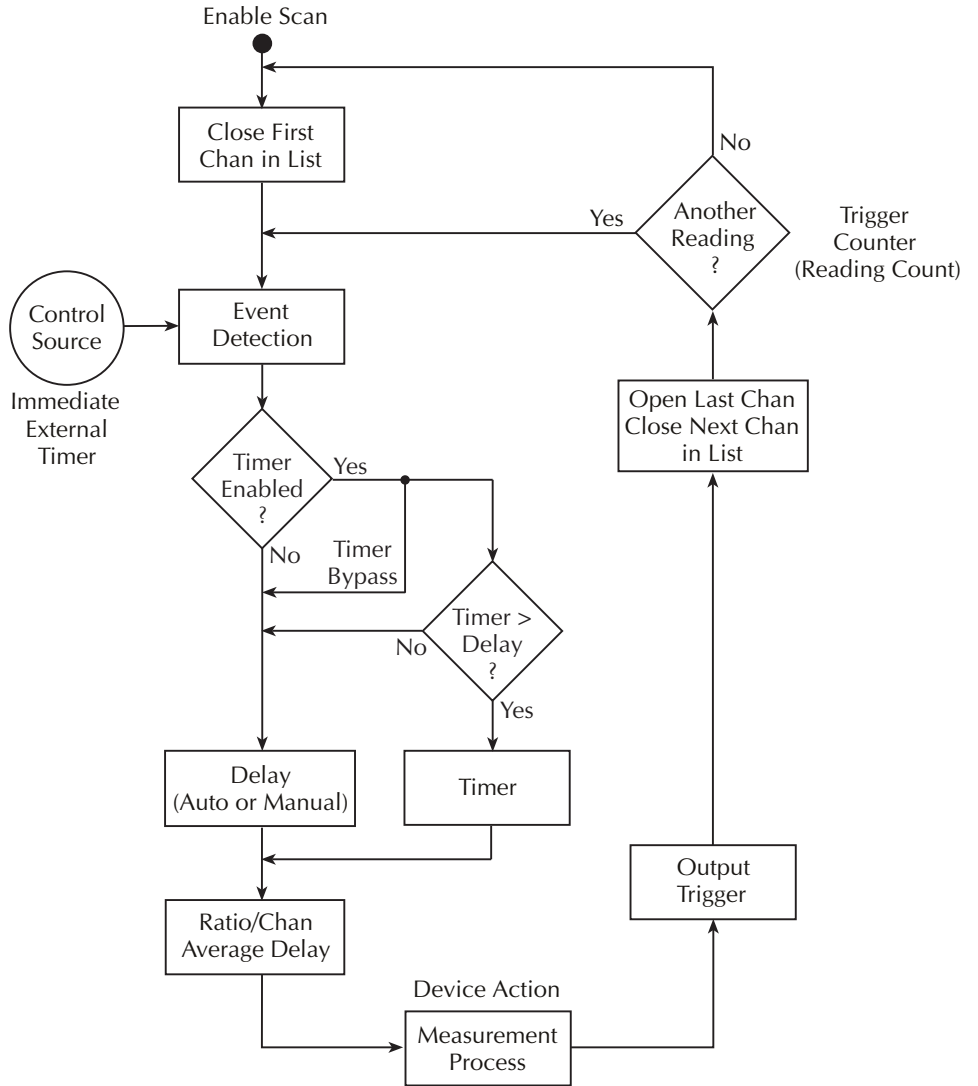 Enable Scan
Close First
Chan in List
No
Yes
Another
Reading
?
Trigger
Counter
(Reading Count)
Control
Source
Immediate
External
Timer
Event
Detection
Open Last Chan
Close Next Chan
in List
Timer
Enabled
?
Yes
No
Timer
Bypass
Timer >
Delay
?
No
Yes
Delay
(Auto or Manual)
Timer
Output
Trigger
Ratio/Chan
Average Delay
Device Action
Measurement
Process